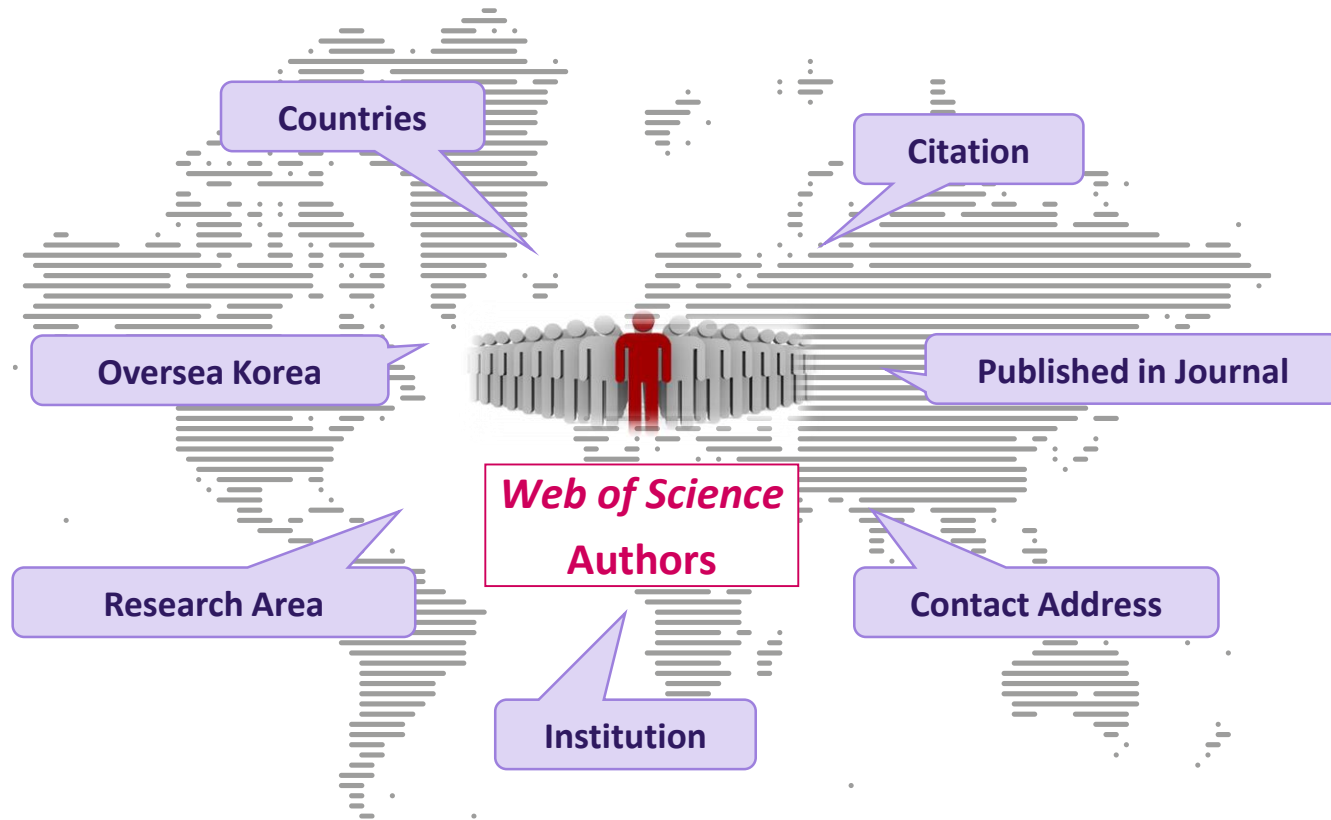 Countries
Citation
Oversea Korea
Published in Journal
Web of Science
Authors
Research Area
Contact Address
Institution